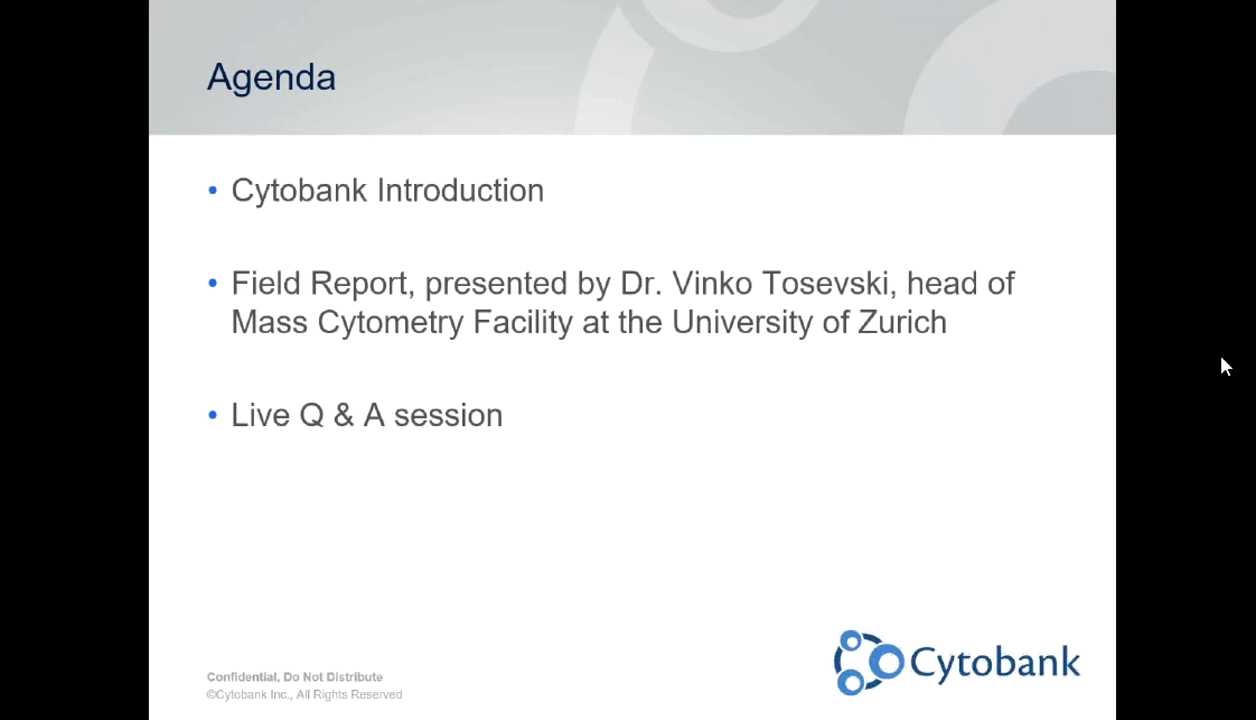 Agenda
• Cytobank Introduction
• Field Report, presented by Dr. Vinko Tosevski, head of
Mass Cytometry Facility at the University of Zurich
• Live Q & A session
Confidential, Do Not Distribute
©Cytobank Inc., All Rights Reserved
Cytobank